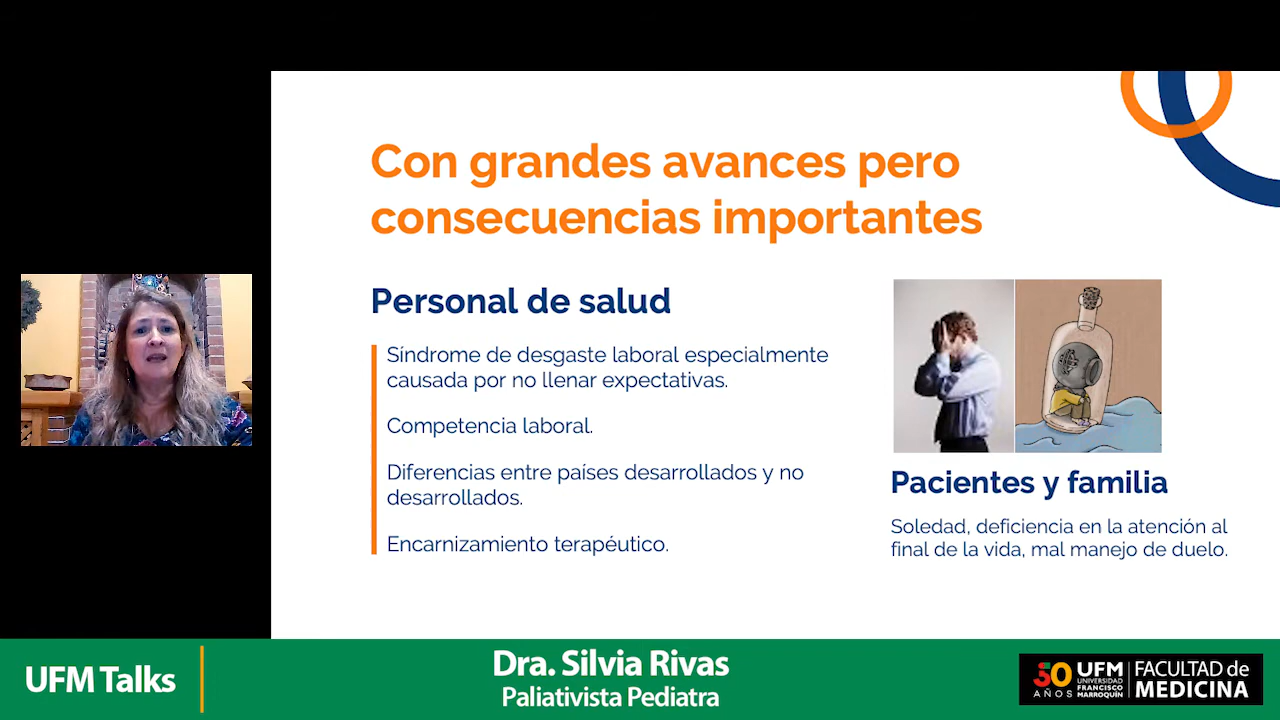 Con grandes avances pero
consecuencias importantes
Personal de salud
Síndrome de desgaste laboral especialmente
causada por no llenar expectativas.
Competencia laboral.
Diferencias entre países desarrollados y no
desarrollados.
Encarnizamiento terapéutico.
Pacientes y familia
Soledad, deficiencia en la atención al
final de la vida, mal manejo de duelo.
UFM Talks
Dra. Silvia Rivas
Paliativista Pediatra
50 AÑOS
UFM
UNIVERSIDAD
FRANCISCO
MARROQUÍN
FACULTAD de
MEDICINA